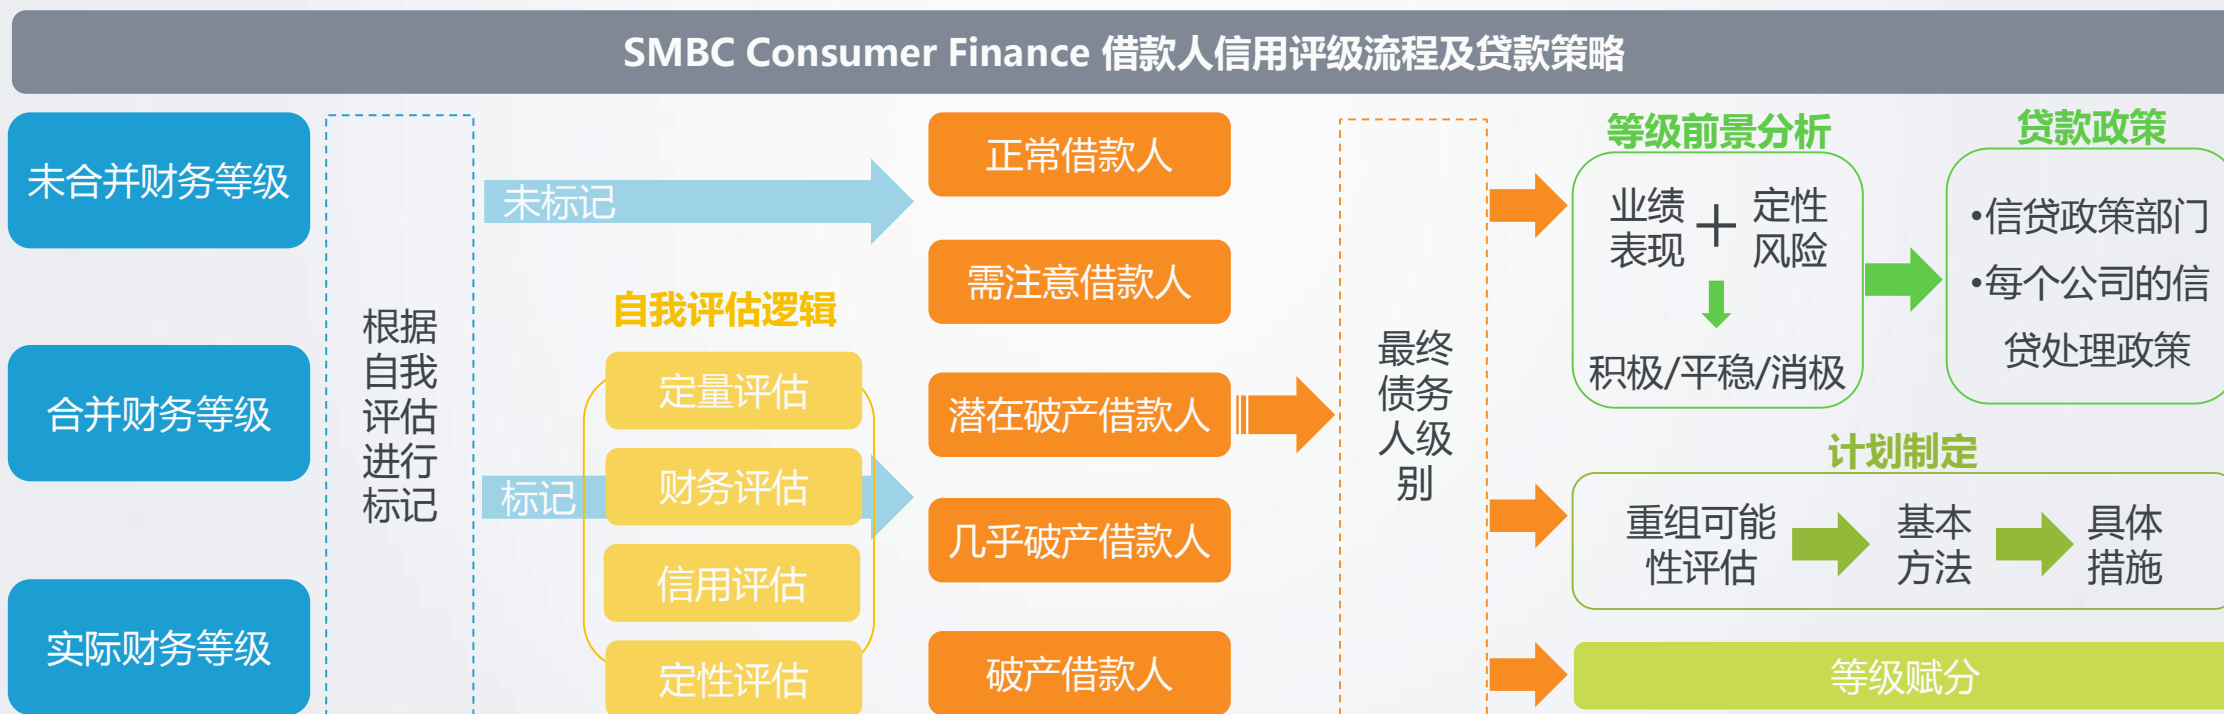 SMBC Consumer Finance 借款人信用评级流程及贷款策略
未合并财务等级
合并财务等级
实际财务等级
根据
自我
评估
进行
标记
未标记
标记
自我评估逻辑
定量评估
财务评估
信用评估
定性评估
正常借款人
需注意借款人
潜在破产借款人
几乎破产借款人
破产借款人
最终
债务
人级
别
等级前景分析
业绩
表现
+
定性
风险
积极/平稳/消极
贷款政策
•信贷政策部门
•每个公司的信
贷处理政策
计划制定
重组可能
性评估
基本
方法
具体
措施
等级赋分